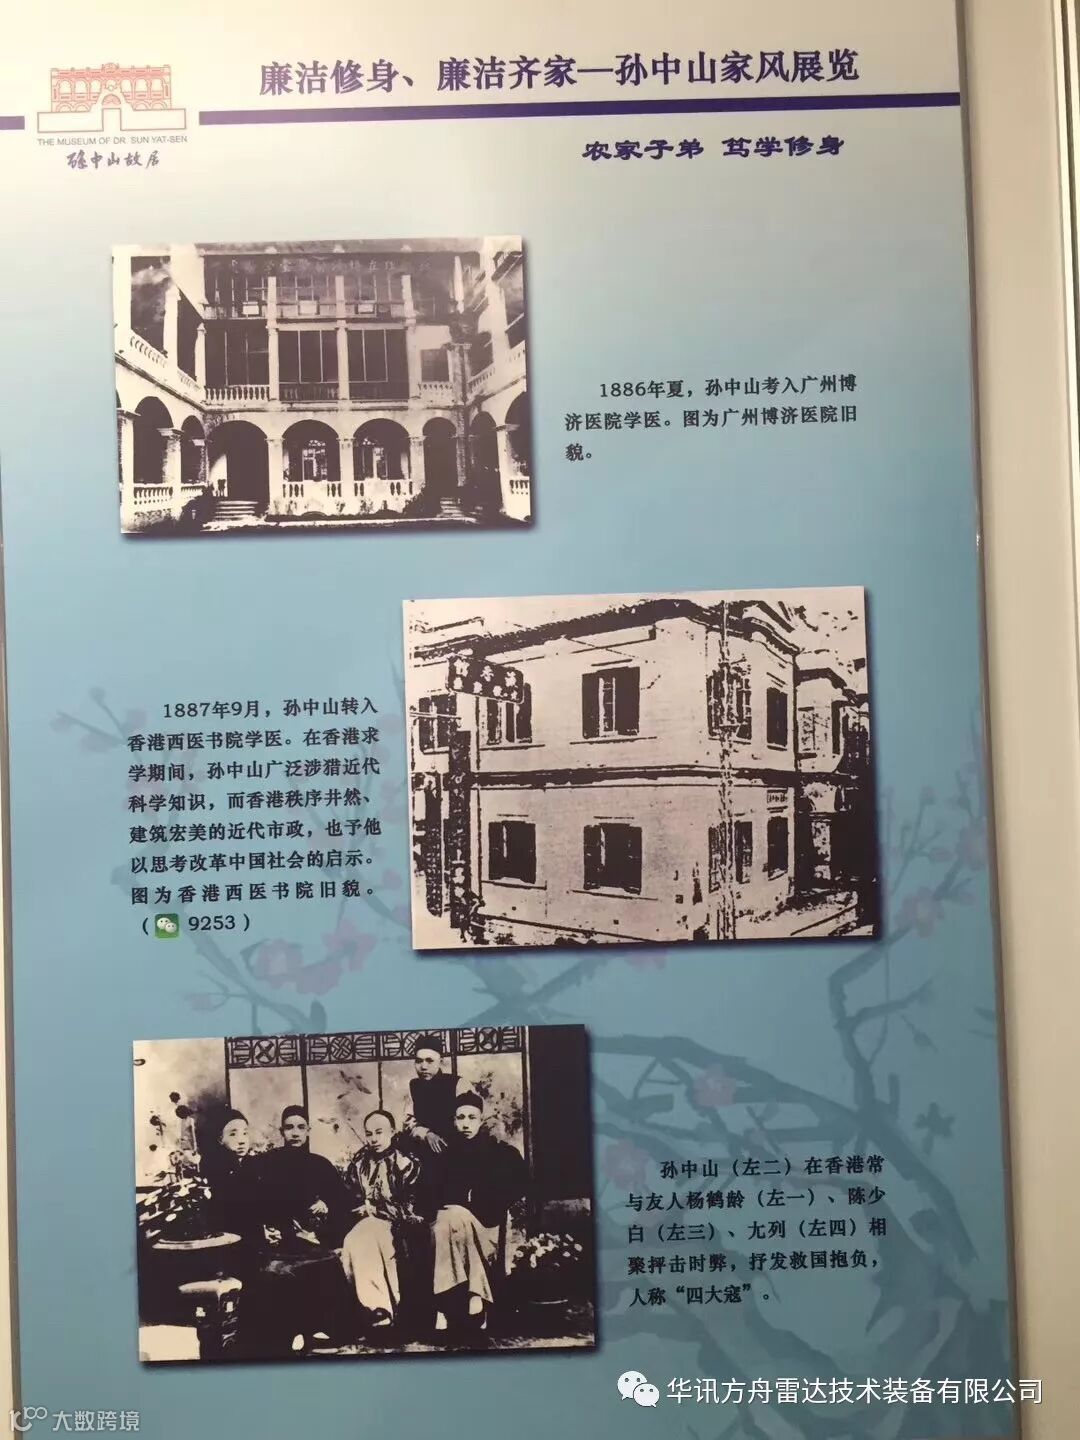 廉洁修身、廉洁齐家—孙中山家风展览
THE MUSEUM OF DR. SUN YAT-SEN
孙中山故居
农家子弟 笃学修身
1886年夏，孙中山考入广州博
济医院学医。图为广州博济医院旧
貌。
1887年9月，孙中山转入
香港西医书院学医。在香港求
学期间，孙中山广泛涉猎近代
科学知识，而香港秩序井然、
建筑宏美的近代市政，也予他
以思考改革中国社会的启示。
图为香港西医书院旧貌。
（ 9253）
孙中山（左二）在香港常
与友人杨鹤龄（左一）、陈少
白（左三）、尢列（左四）相
聚抨击时弊，抒发救国抱负，
人称“四大寇”。
华讯方舟雷达技术装备有限公司
大数跨境